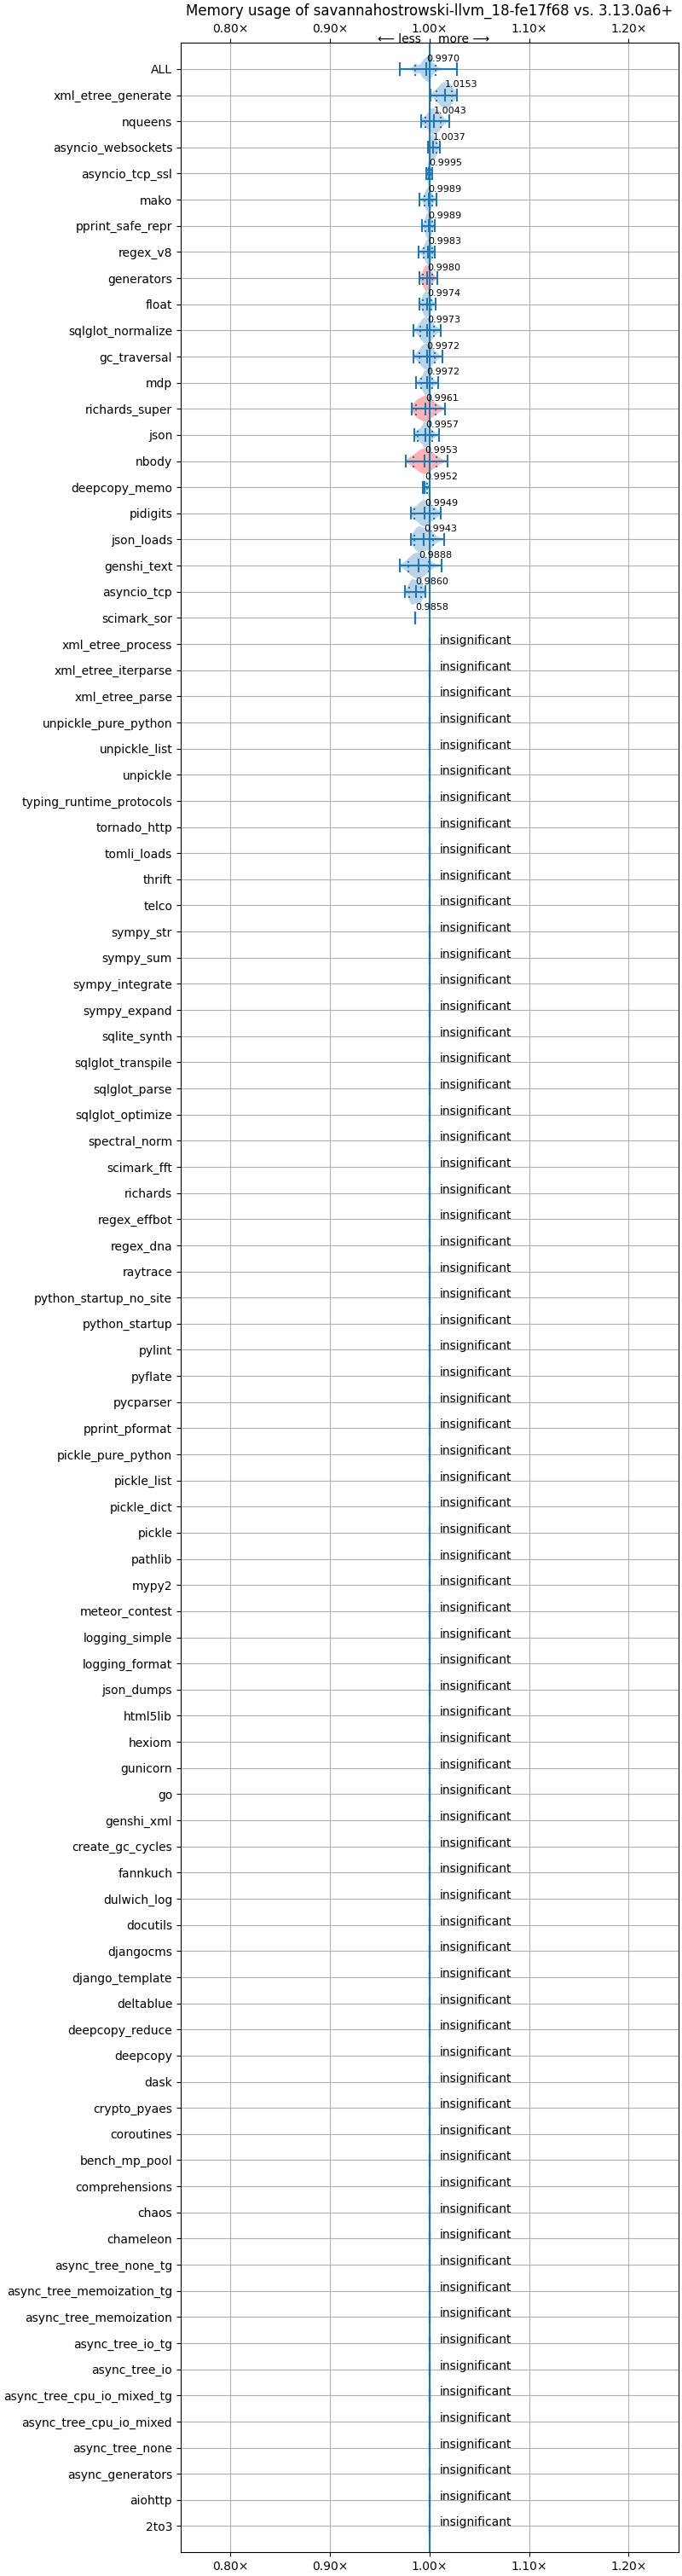 Memory usage of savannahostrowski-llvm_18-fe17f68 vs. 3.13.0a6+
0.80× 0.90× 1.00× 1.10× 1.20×
⟵ less more ⟶
ALL 0.9970
xml_etree_generate 1.0153
nqueens 1.0043
asyncio_websockets 1.0037
asyncio_tcp_ssl 0.9995
mako 0.9989
pprint_safe_repr 0.9989
regex_v8 0.9983
generators 0.9980
float 0.9974
sqlglot_normalize 0.9973
gc_traversal 0.9972
mdp 0.9972
richards_super 0.9961
json 0.9957
nbody 0.9953
deepcopy_memo 0.9952
pidigits 0.9949
json_loads 0.9943
genshi_text 0.9888
asyncio_tcp 0.9860
scimark_sor 0.9858
xml_etree_process insignificant
xml_etree_iterparse insignificant
xml_etree_parse insignificant
unpickle_pure_python insignificant
unpickle_list insignificant
unpickle insignificant
typing_runtime_protocols insignificant
tornado_http insignificant
tomli_loads insignificant
thrift insignificant
telco insignificant
sympy_str insignificant
sympy_sum insignificant
sympy_integrate insignificant
sympy_expand insignificant
sqlite_synth insignificant
sqlglot_transpile insignificant
sqlglot_parse insignificant
sqlglot_optimize insignificant
spectral_norm insignificant
scimark_fft insignificant
richards insignificant
regex_effbot insignificant
regex_dna insignificant
raytrace insignificant
python_startup_no_site insignificant
python_startup insignificant
pylint insignificant
pyflate insignificant
pycparser insignificant
pprint_pformat insignificant
pickle_pure_python insignificant
pickle_list insignificant
pickle_dict insignificant
pickle insignificant
pathlib insignificant
mypy2 insignificant
meteor_contest insignificant
logging_simple insignificant
logging_format insignificant
json_dumps insignificant
html5lib insignificant
hexiom insignificant
gunicorn insignificant
go insignificant
genshi_xml insignificant
create_gc_cycles insignificant
fannkuch insignificant
dulwich_log insignificant
docutils insignificant
djangocms insignificant
django_template insignificant
deltablue insignificant
deepcopy_reduce insignificant
deepcopy insignificant
dask insignificant
crypto_pyaes insignificant
coroutines insignificant
bench_mp_pool insignificant
comprehensions insignificant
chaos insignificant
chameleon insignificant
async_tree_none_tg insignificant
async_tree_memoization_tg insignificant
async_tree_memoization insignificant
async_tree_io_tg insignificant
async_tree_io insignificant
async_tree_cpu_io_mixed_tg insignificant
async_tree_cpu_io_mixed insignificant
async_tree_none insignificant
async_generators insignificant
aiohttp insignificant
2to3 insignificant
0.80× 0.90× 1.00× 1.10× 1.20×